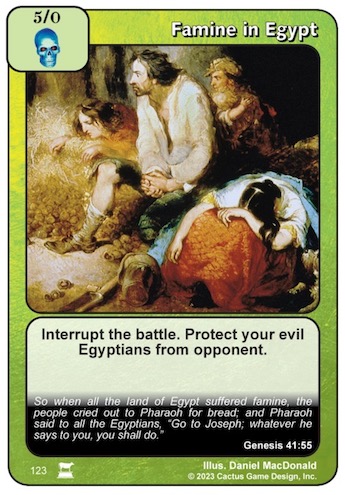 5/0
Famine in Egypt
Interrupt the battle. Protect your evil
Egyptians from opponent.
So when all the land of Egypt suffered famine, the
people cried out to Pharaoh for bread; and Pharaoh
said to all the Egyptians, “Go to Joseph; whatever he
says to you, you shall do.”
Genesis 41:55
Illus. Daniel MacDonald
123
© 2023 Cactus Game Design, Inc.